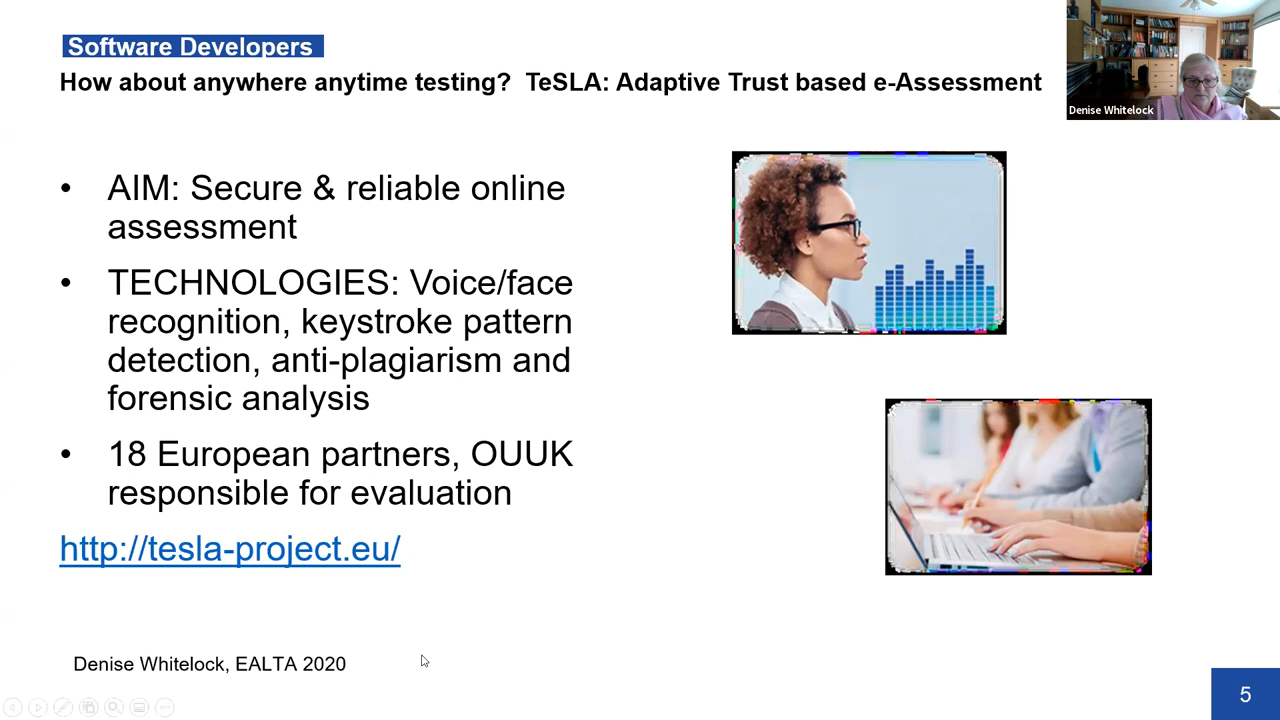 Software Developers
How about anywhere anytime testing? TeSLA: Adaptive Trust based e-Assessment
Denise Whitelock
• AIM: Secure & reliable online
assessment
• TECHNOLOGIES: Voice/face
recognition, keystroke pattern
detection, anti-plagiarism and
forensic analysis
• 18 European partners, OUUK
responsible for evaluation
http://tesla-project.eu/
Denise Whitelock, EALTA 2020
5